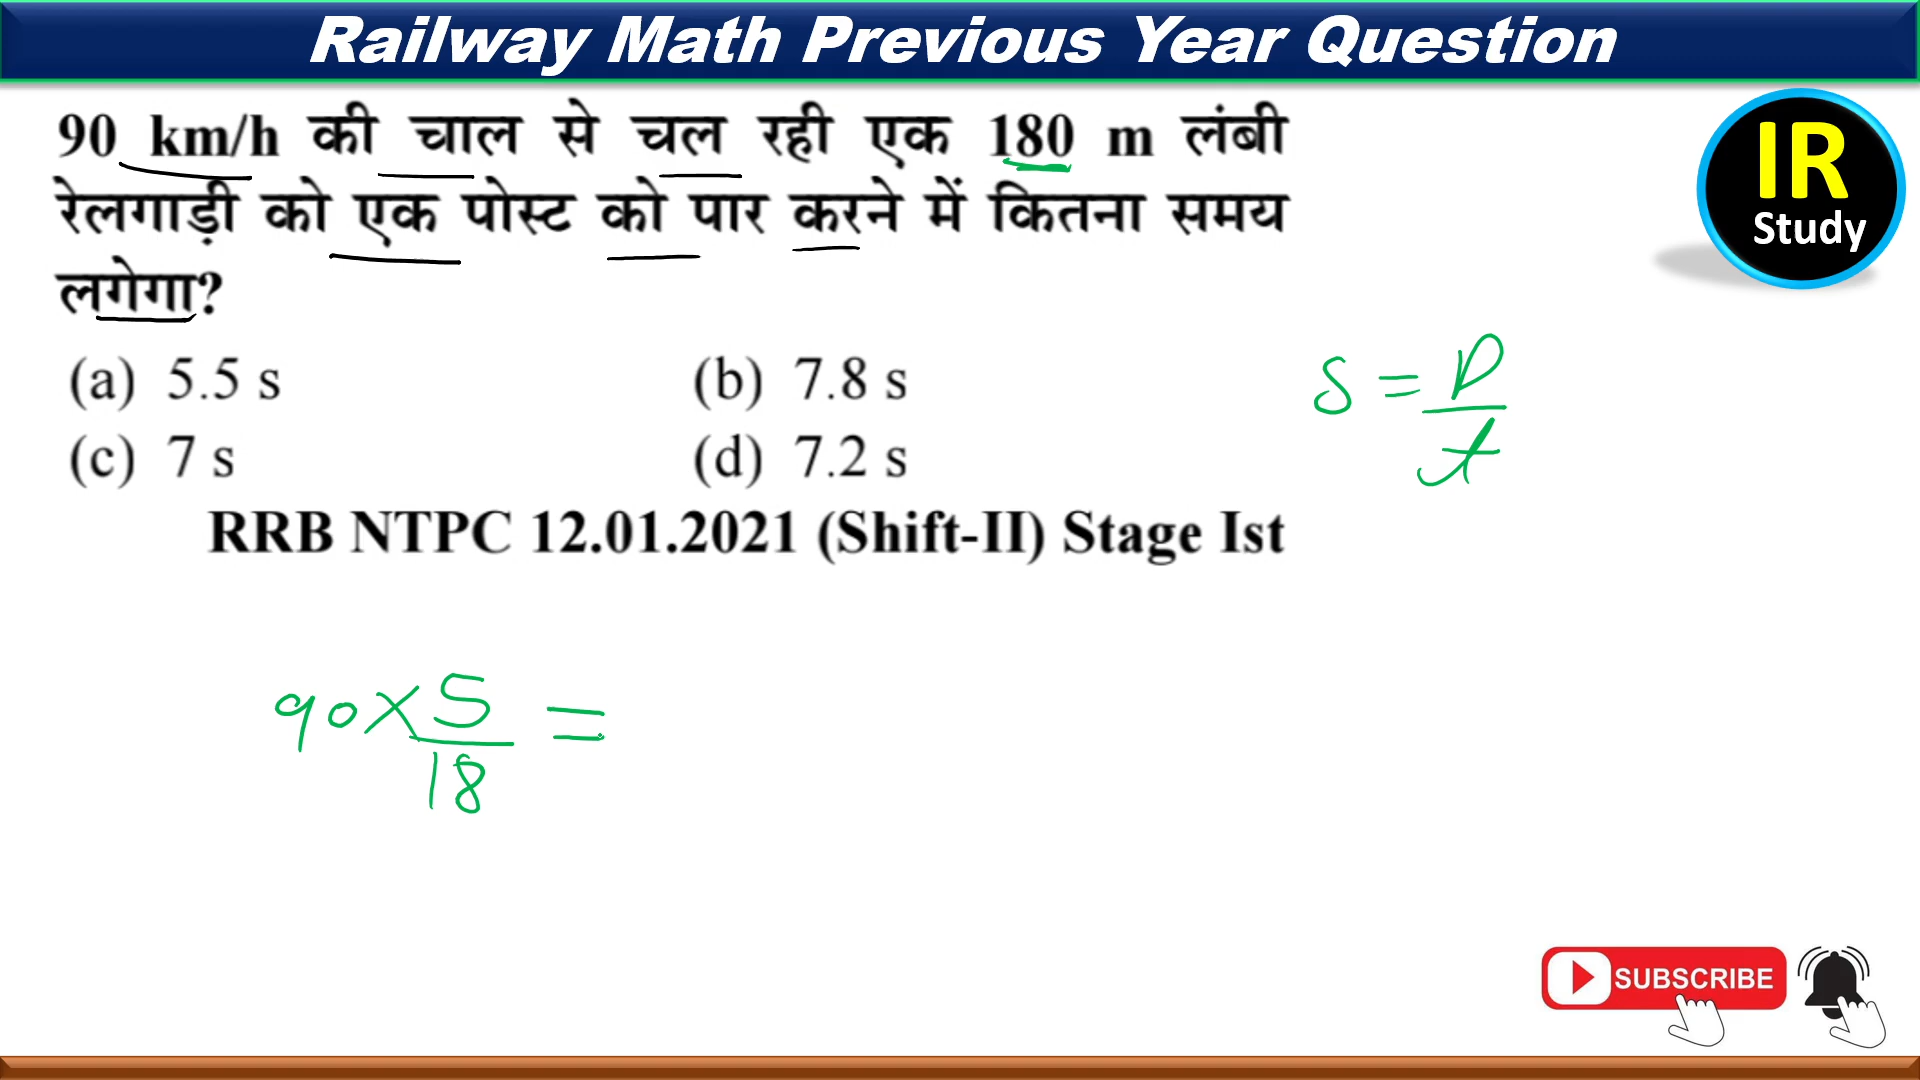 Railway Math Previous Year Question
90 km/h की चाल से चल रही एक 180 m लंबी
रेलगाड़ी को एक पोस्ट को पार करने में कितना समय
लगेगा?
(a) 5.5 s (b) 7.8 s
(c) 7 s (d) 7.2 s
RRB NTPC 12.01.2021 (Shift-II) Stage Ist
IR
Study
S = D
t
90 × 5 =
18
SUBSCRIBE